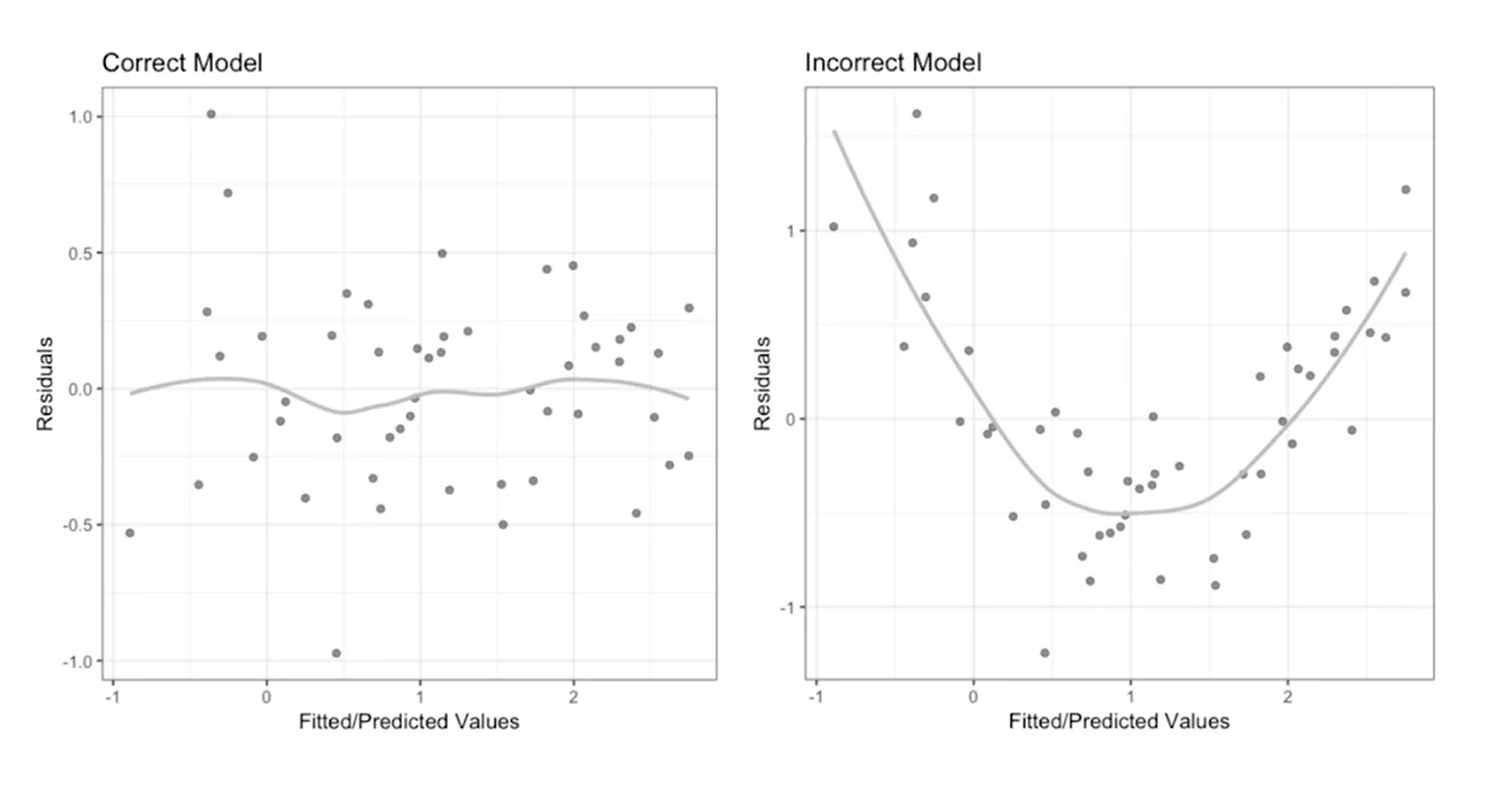 Correct Model
1.0
0.5
0.0
-0.5
-1.0
Residuals
-1
0
1
2
Fitted/Predicted Values
Incorrect Model
1
0
-1
Residuals
-1
0
1
2
Fitted/Predicted Values